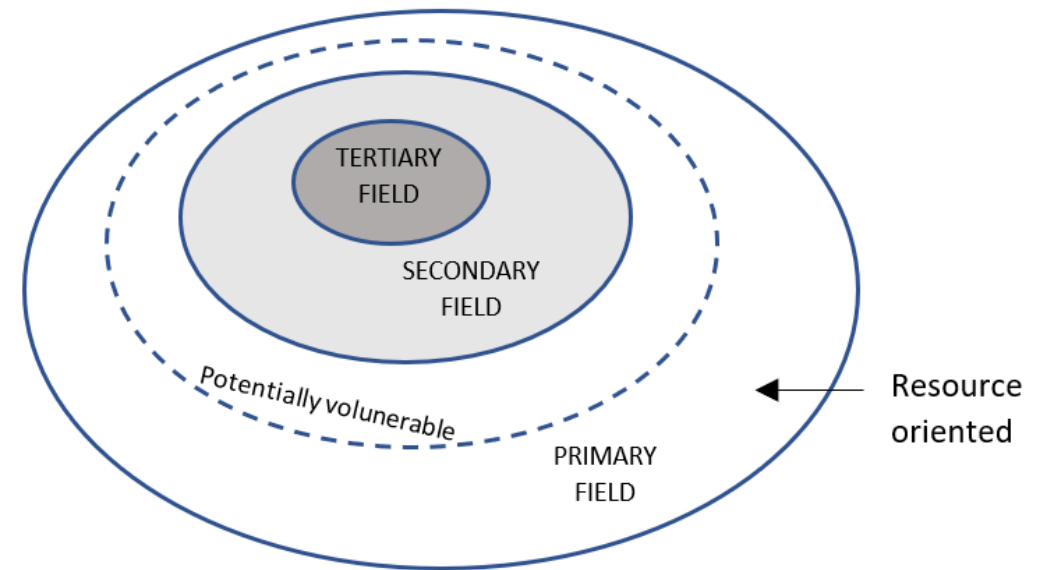 TERTIARY
FIELD
SECONDARY
FIELD
Potentially volunerable
Resource
oriented
PRIMARY
FIELD